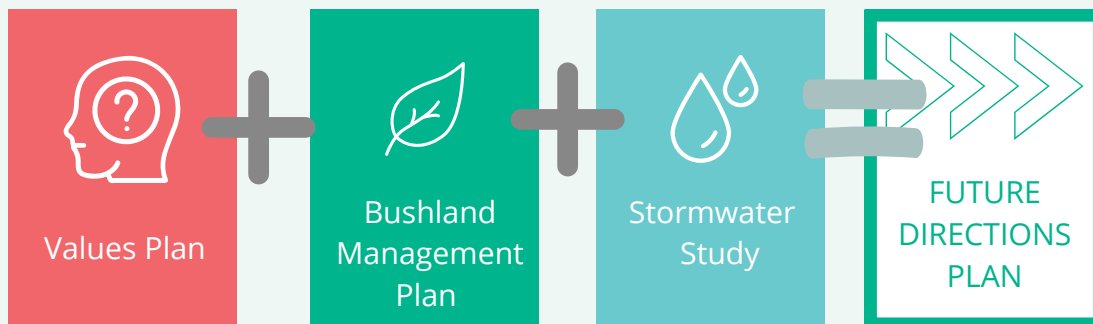 Values Plan
Bushland
Management
Plan
Stormwater
Study
FUTURE
DIRECTIONS
PLAN